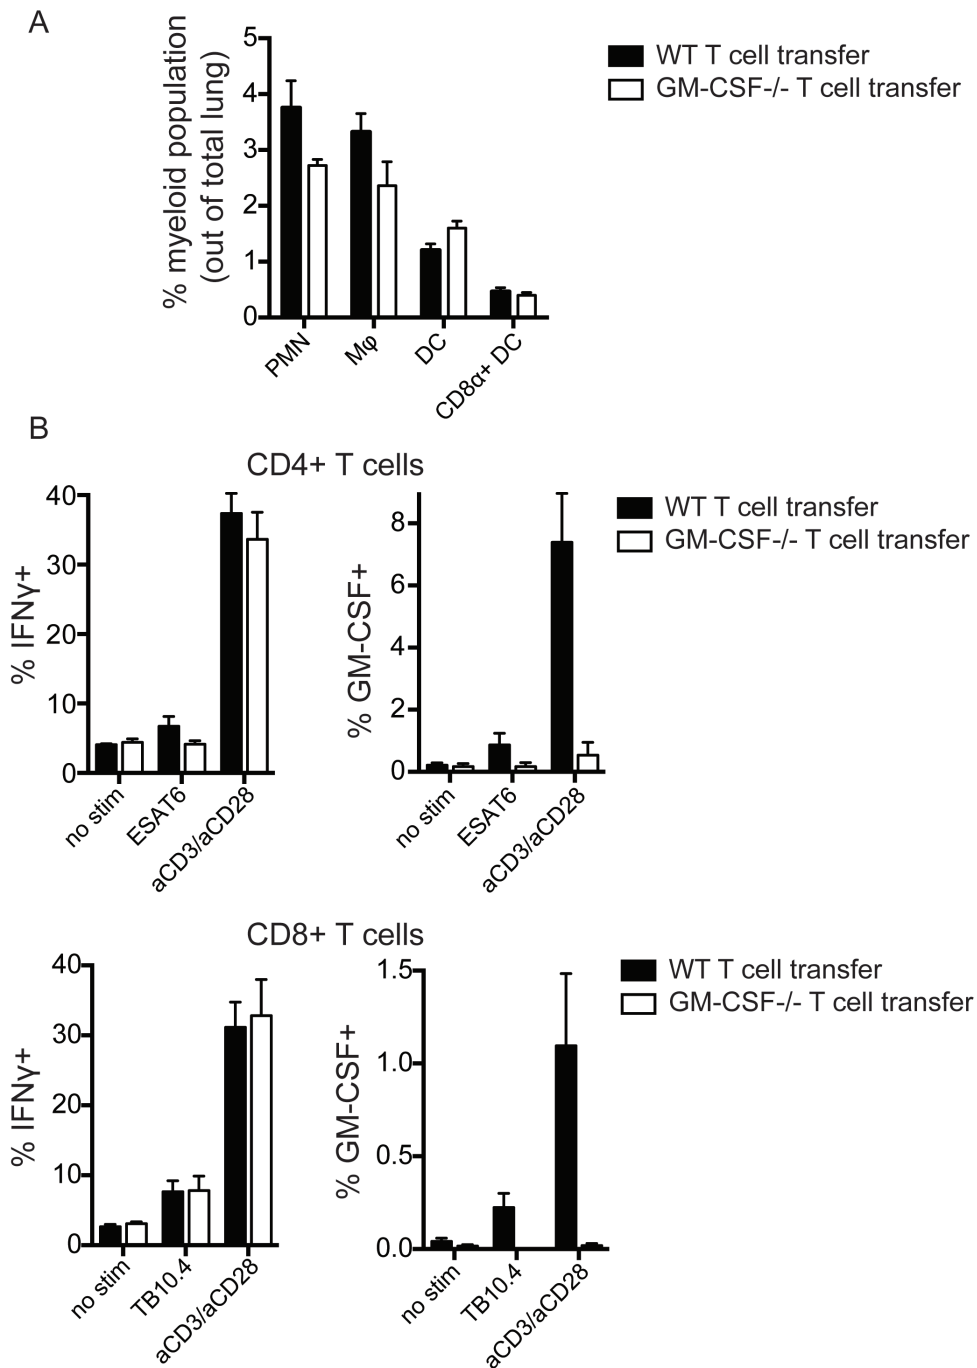 A
% myeloid population
(out of total lung)
5
4
3
2
1
0
PMN
Mφ
DC
CD8α+ DC
WT T cell transfer
GM-CSF-/- T cell transfer
B
CD4+ T cells
% IFNγ+
40
30
20
10
0
no stim
ESAT6
aCD3/aCD28
% GM-CSF+
8
6
4
2
0
no stim
ESAT6
aCD3/aCD28
WT T cell transfer
GM-CSF-/- T cell transfer
CD8+ T cells
% IFNγ+
40
30
20
10
0
no stim
TB10.4
aCD3/aCD28
% GM-CSF+
1.5
1.0
0.5
0.0
no stim
TB10.4
aCD3/aCD28
WT T cell transfer
GM-CSF-/- T cell transfer